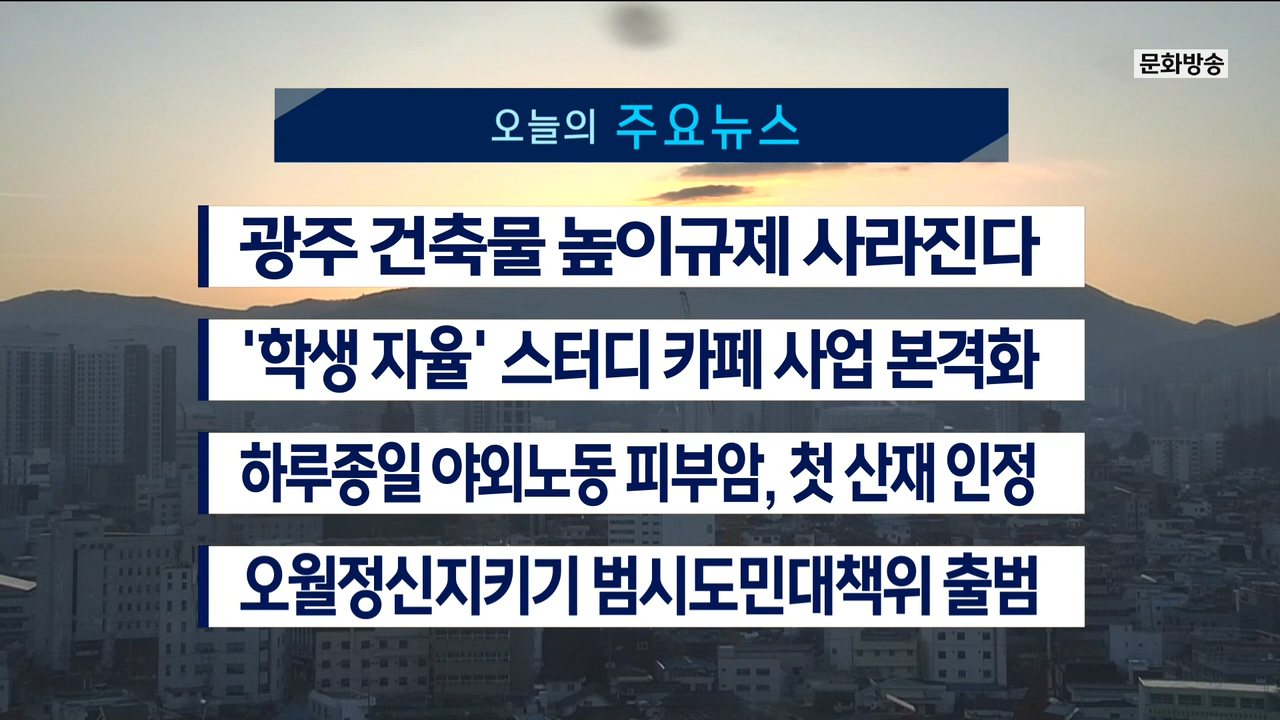 문화방송
오늘의 주요뉴스
광주 건축물 높이규제 사라진다
'학생 자율' 스터디 카페 사업 본격화
하루종일 야외노동 피부암, 첫 산재 인정
오월정신지키기 범시도민대책위 출범